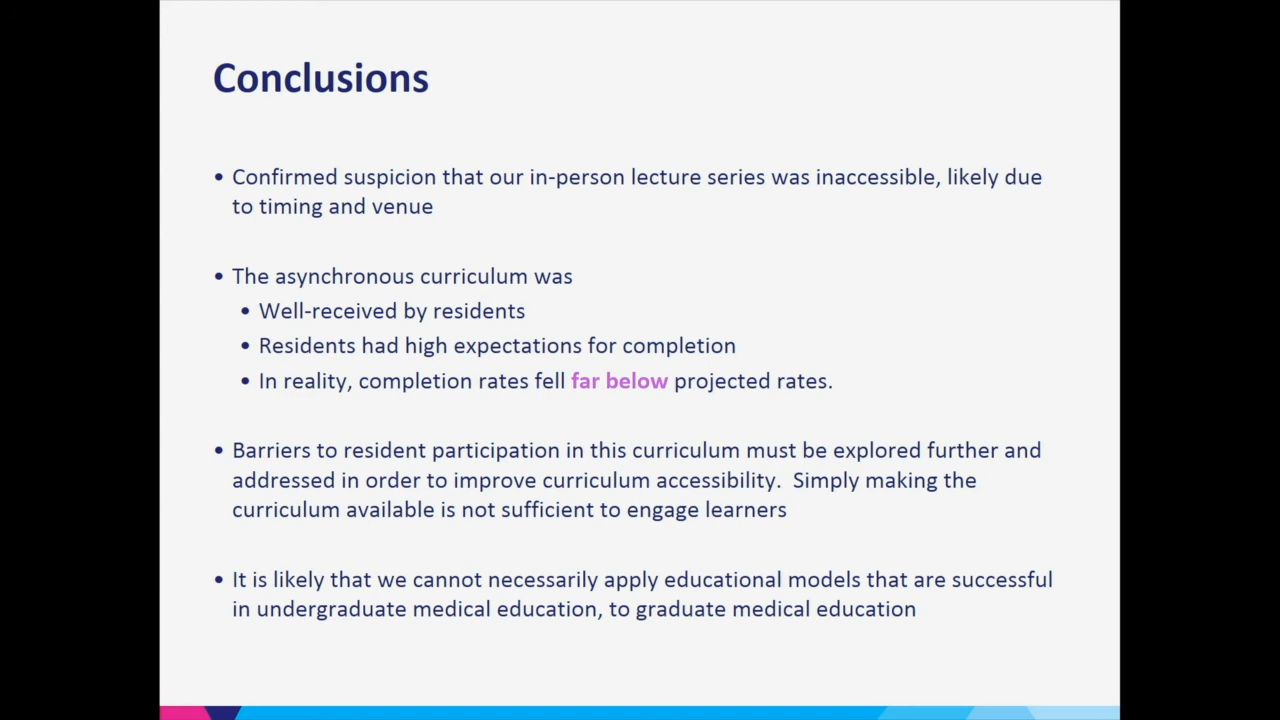 Conclusions
• Confirmed suspicion that our in-person lecture series was inaccessible, likely due
to timing and venue
• The asynchronous curriculum was
• Well-received by residents
• Residents had high expectations for completion
• In reality, completion rates fell far below projected rates.
• Barriers to resident participation in this curriculum must be explored further and
addressed in order to improve curriculum accessibility.  Simply making the
curriculum available is not sufficient to engage learners
• It is likely that we cannot necessarily apply educational models that are successful
in undergraduate medical education, to graduate medical education